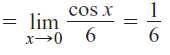 = lim x→0 cos x / 6 = 1 / 6